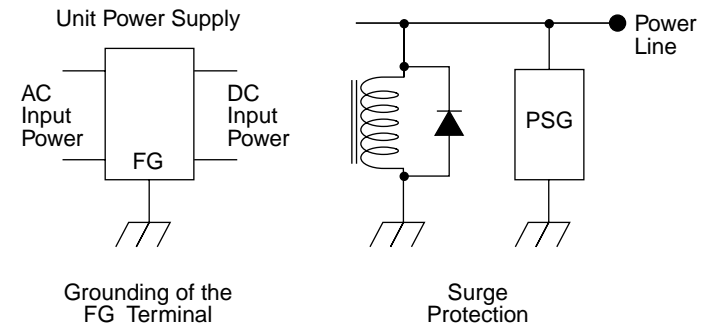 Unit Power Supply
AC
Input
Power
FG
DC
Input
Power
Grounding of the
FG Terminal
Power
Line
PSG
Surge
Protection